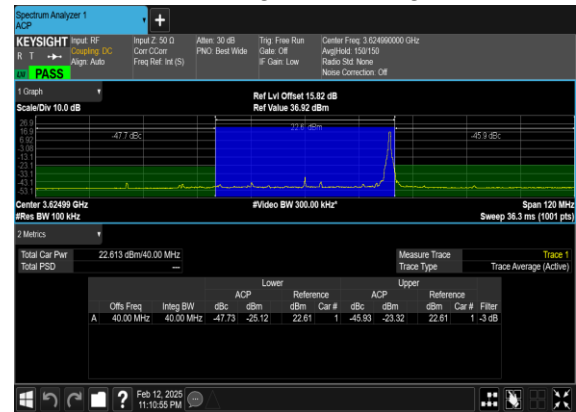 Spectrum Analyzer 1
ACP
KEYSIGHT Input: RF Input Z: 50 Ω Atten: 30 dB Trig: Free Run Center Freq: 3.624990000 GHz
R T Coupling: DC Corr CCorr PNO: Best Wide Gate: Off Avg|Hold: 150/150
Align: Auto Freq Ref: Int (S) IF Gain: Low Radio Std: None
LV PASS Noise Correction: Off
1 Graph Ref Lvl Offset 15.82 dB
Scale/Div 10.0 dB Ref Value 36.92 dBm
26.9
16.9
6.92
-3.08
-13.1
-23.1
-33.1
-43.1
-53.1
-47.7 dBc 22.6 dBm -45.9 dBc
Center 3.62499 GHz #Video BW 300.00 kHz* Span 120 MHz
#Res BW 100 kHz Sweep 36.3 ms (1001 pts)
2 Metrics
Total Car Pwr 22.613 dBm/40.00 MHz Measure Trace Trace 1
Total PSD --- Trace Type Trace Average (Active)
Lower Upper
ACP Reference ACP Reference
Offs Freq Integ BW dBc dBm dBm Car # dBc dBm dBm Car # Filter
A 40.00 MHz 40.00 MHz -47.73 -25.12 22.61 1 -45.93 -23.32 22.61 1 -3 dB
? Feb 12, 2025
11:10:55 PM